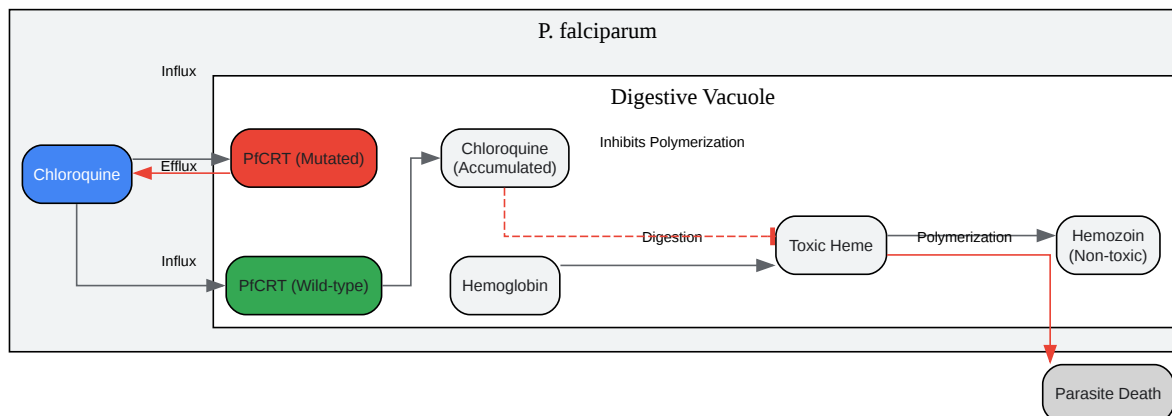 P. falciparum
Influx
Digestive Vacuole
Inhibits Polymerization
PfCRT (Mutated)
Chloroquine
(Accumulated)
Efflux
Chloroquine
Digestion
Toxic Heme
Polymerization
Hemozoin
(Non-toxic)
Influx
PfCRT (Wild-type)
Hemoglobin
Parasite Death